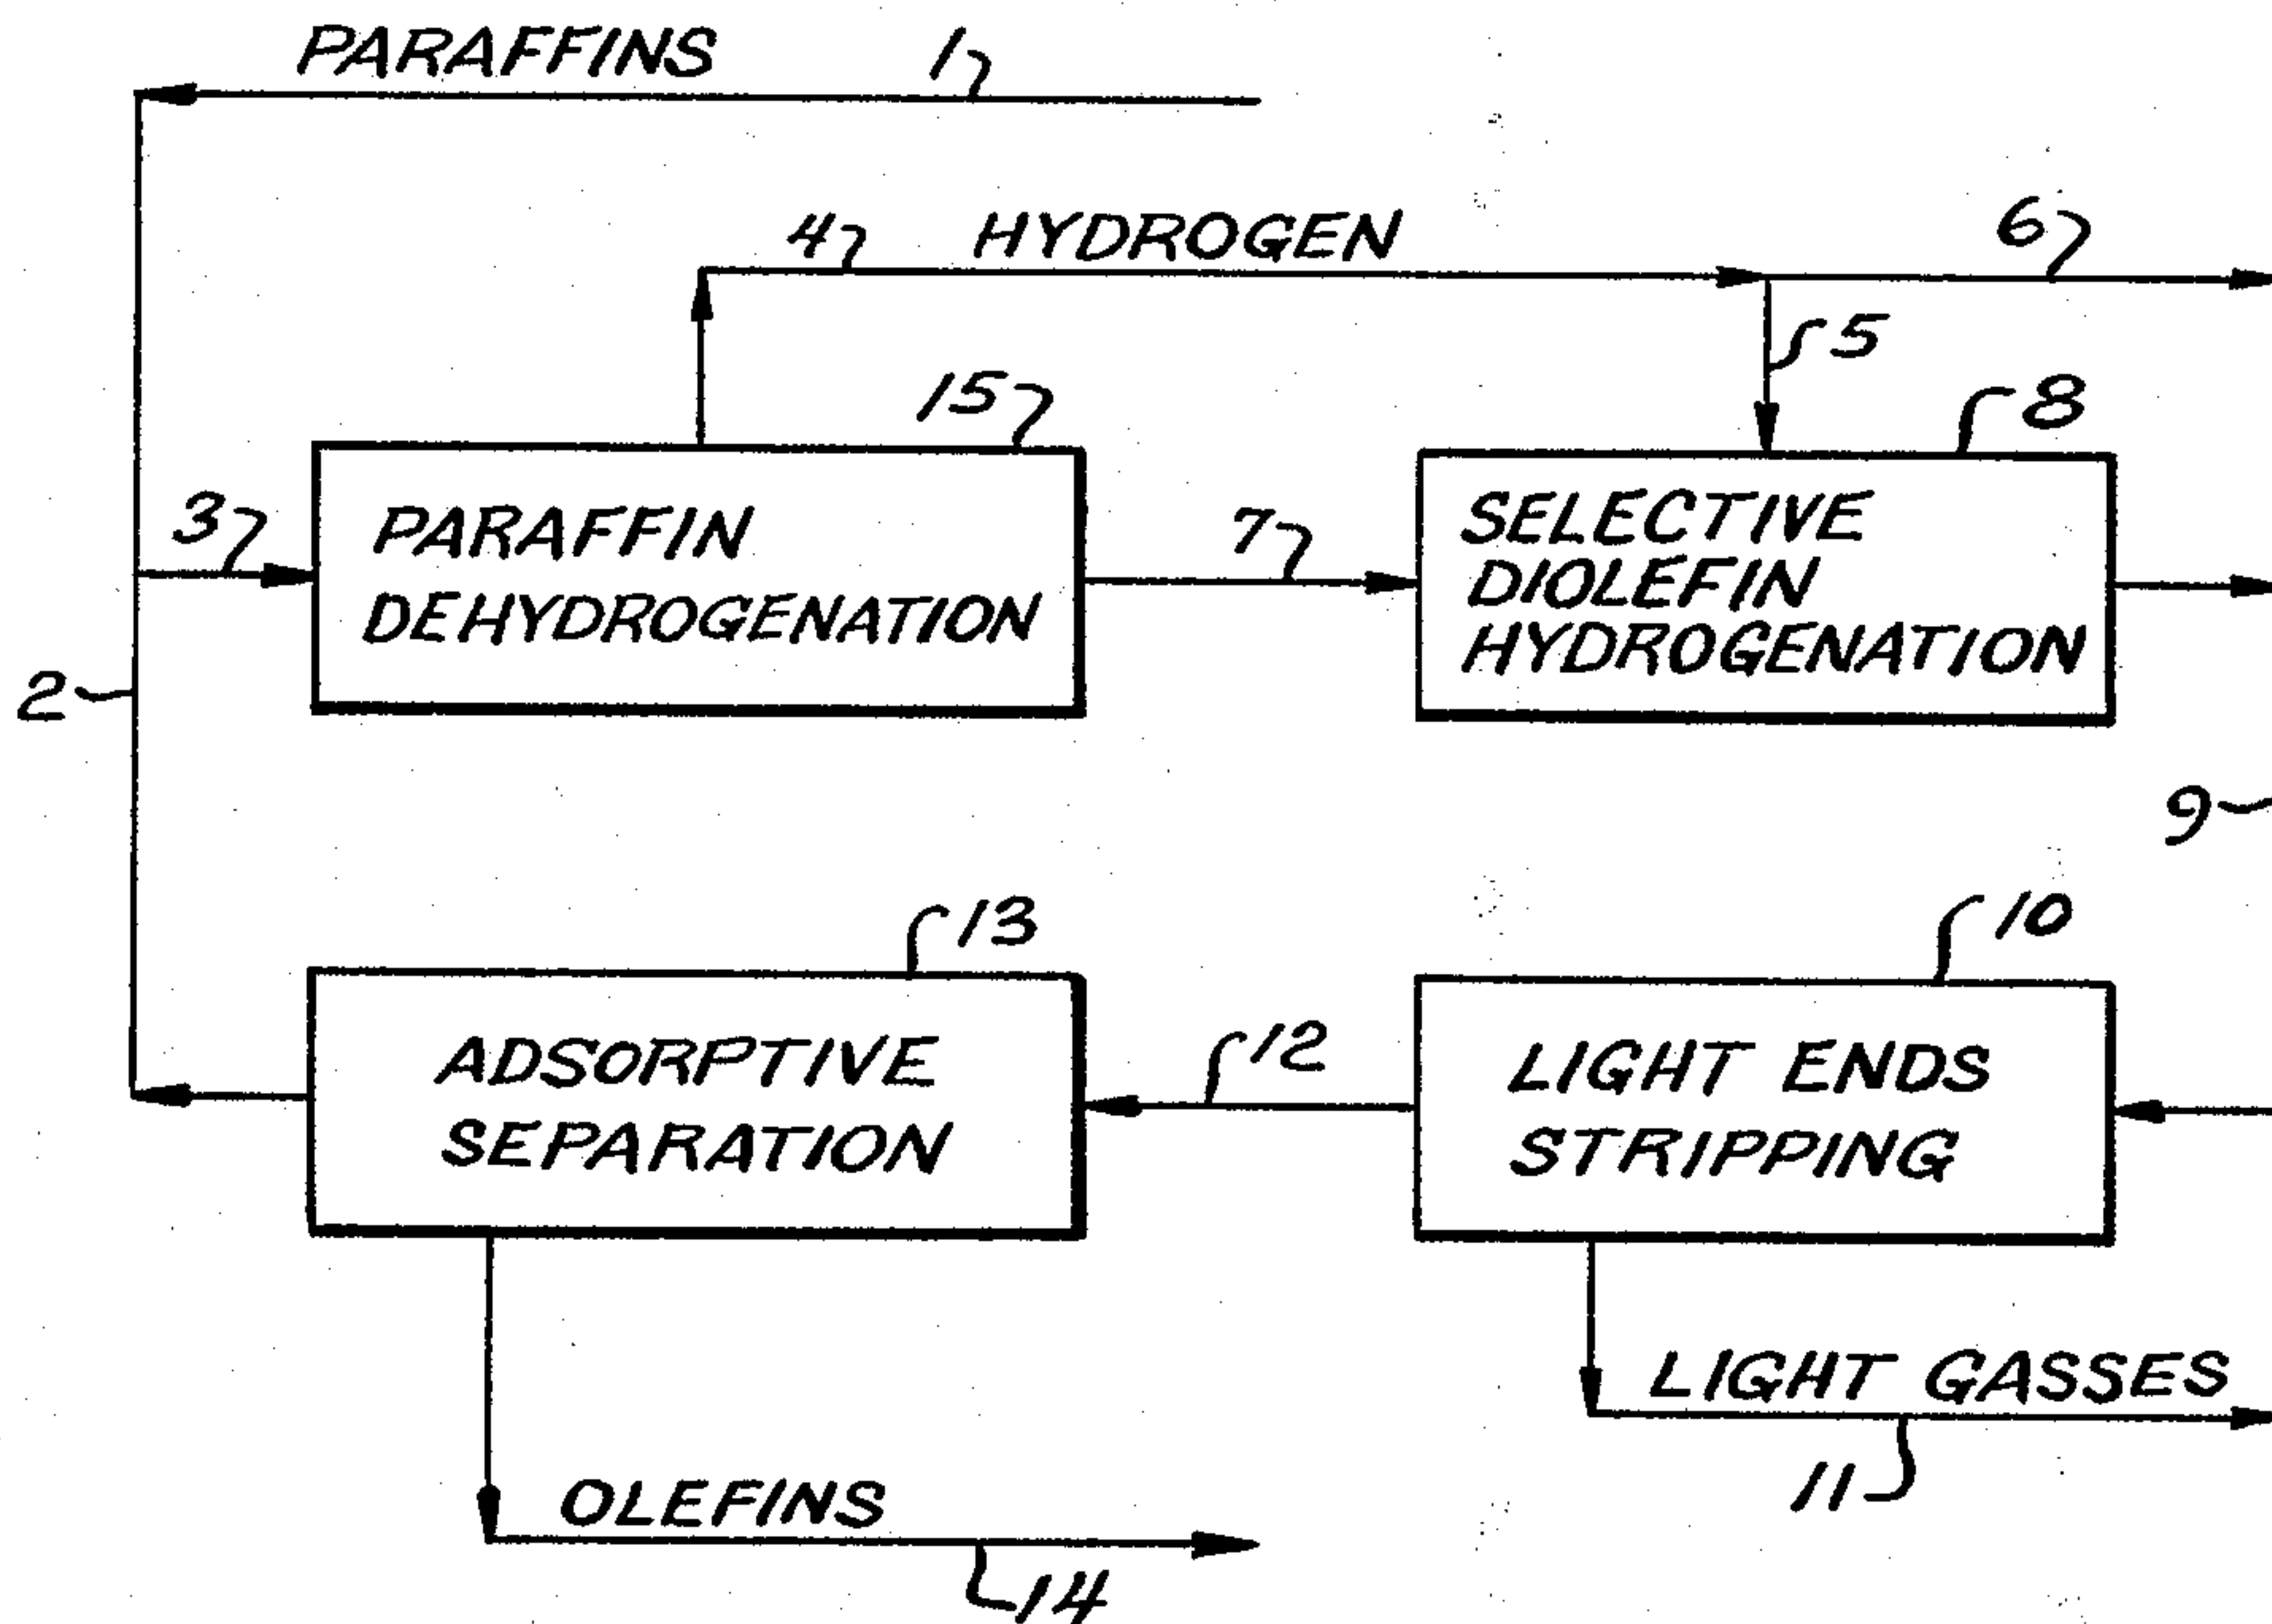 PARAFFINS
1
4
HYDROGEN
6
5
15
8
3
PARAFFIN
DEHYDROGENATION
7
SELECTIVE
DIOLEFIN
HYDROGENATION
2
9
13
10
ADSORPTIVE
SEPARATION
12
LIGHT ENDS
STRIPPING
LIGHT GASSES
11
OLEFINS
14